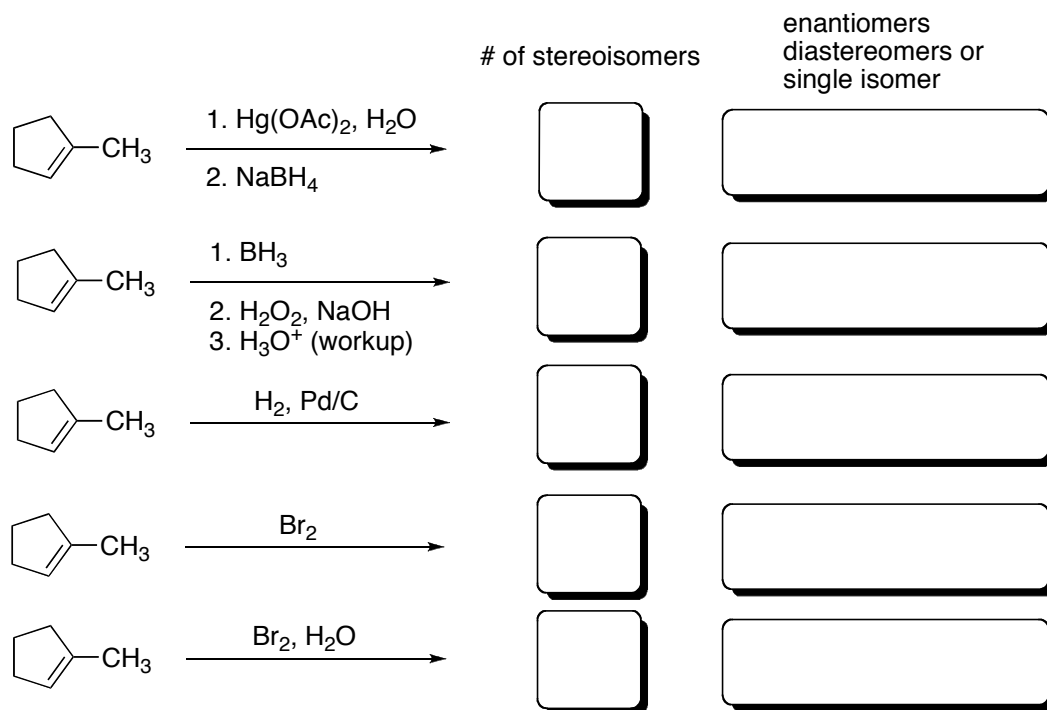 # of stereoisomers
enantiomers
diastereomers or
single isomer
CH₃
1. Hg(OAc)₂, H₂O
2. NaBH₄
CH₃
1. BH₃
2. H₂O₂, NaOH
3. H₃O⁺ (workup)
CH₃
H₂, Pd/C
CH₃
Br₂
CH₃
Br₂, H₂O